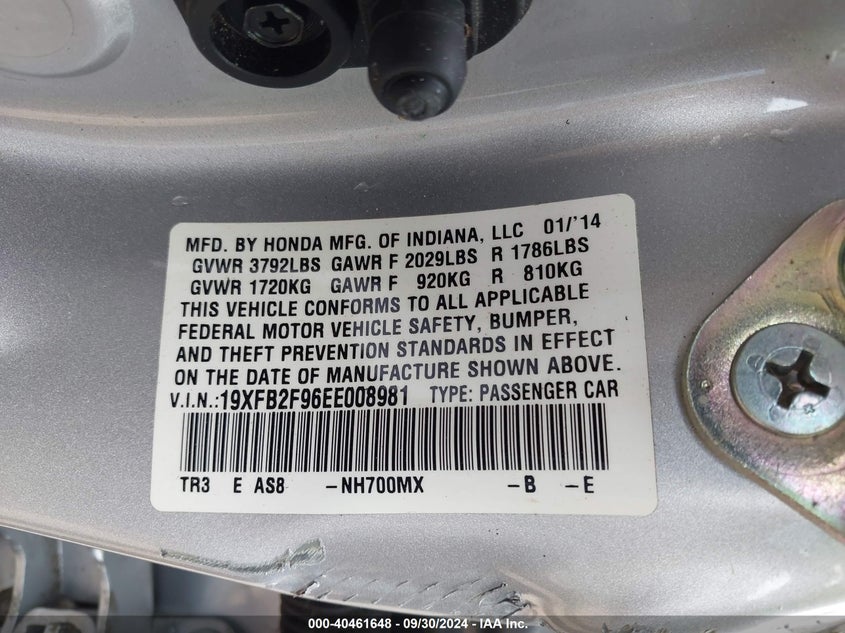 MFD. BY HONDA MFG. OF INDIANA, LLC 01/'14
GVWR 3792LBS GAWR F 2029LBS R 1786LBS
GVWR 1720KG GAWR F 920KG R 810KG
THIS VEHICLE CONFORMS TO ALL APPLICABLE
FEDERAL MOTOR VEHICLE SAFETY, BUMPER,
AND THEFT PREVENTION STANDARDS IN EFFECT
ON THE DATE OF MANUFACTURE SHOWN ABOVE.
V.I.N.:19XFB2F96EE008981 TYPE: PASSENGER CAR
TR3 E AS8 -NH700MX -B -E
000-40461648 - 09/30/2024 - IAA Inc.